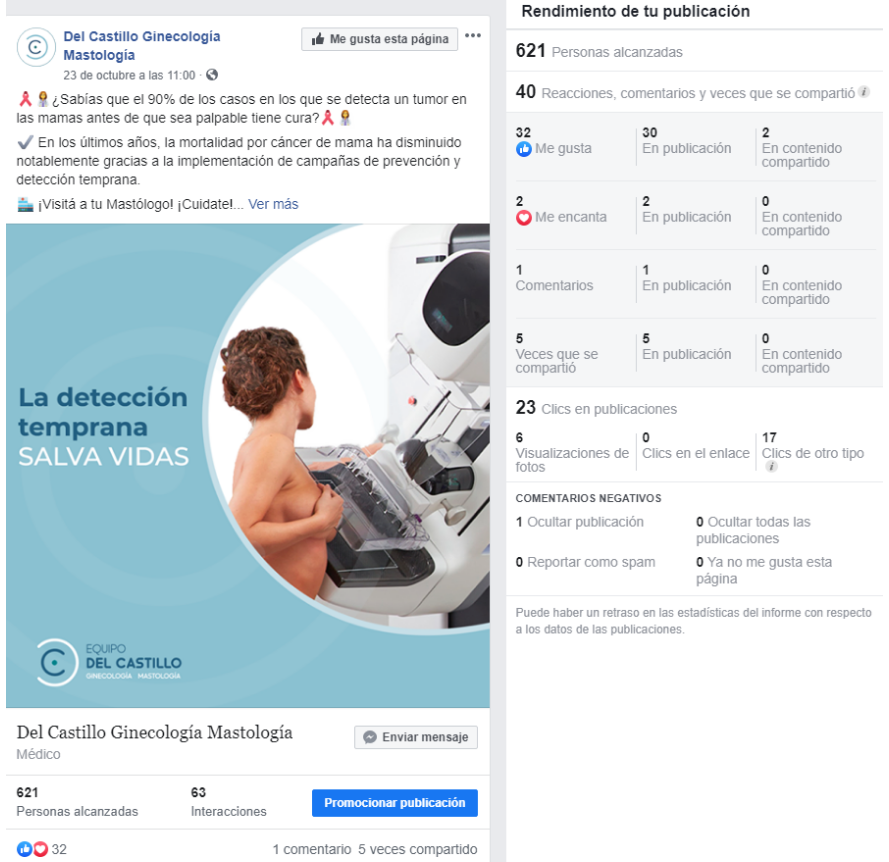 Del Castillo Ginecología
Mastología
Me gusta esta página
23 de octubre a las 11:00 ·
¿Sabías que el 90% de los casos en los que se detecta un tumor en
las mamas antes de que sea palpable tiene cura?
En los últimos años, la mortalidad por cáncer de mama ha disminuido
notablemente gracias a la implementación de campañas de prevención y
detección temprana.
¡Visitá a tu Mastólogo! ¡Cuidate!... Ver más
La detección
temprana
SALVA VIDAS
EQUIPO
DEL CASTILLO
GINECOLOGÍA MASTOLOGÍA
Del Castillo Ginecología Mastología
Médico
Enviar mensaje
621
Personas alcanzadas
63
Interacciones
Promocionar publicación
32
1 comentario 5 veces compartido
Rendimiento de tu publicación
621 Personas alcanzadas
40 Reacciones, comentarios y veces que se compartió
32
Me gusta
30
En publicación
2
En contenido
compartido
2
Me encanta
2
En publicación
0
En contenido
compartido
1
Comentarios
1
En publicación
0
En contenido
compartido
5
Veces que se
compartió
5
En publicación
0
En contenido
compartido
23 Clics en publicaciones
6
Visualizaciones de
fotos
0
Clics en el enlace
17
Clics de otro tipo
COMENTARIOS NEGATIVOS
1 Ocultar publicación
0 Ocultar todas las
publicaciones
0 Reportar como spam
0 Ya no me gusta esta
página
Puede haber un retraso en las estadísticas del informe con respecto
a los datos de las publicaciones.